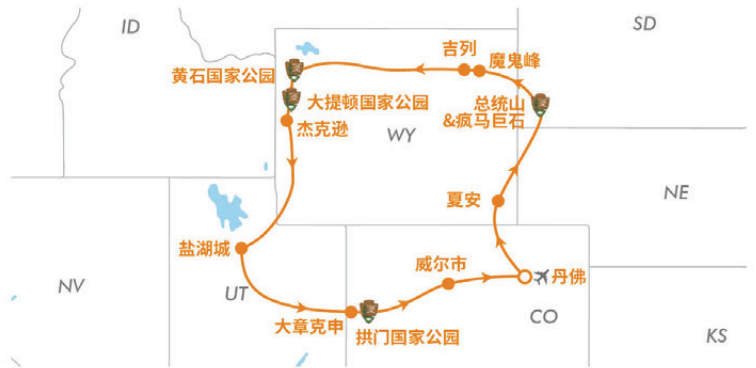 ID
SD
吉列
魔鬼峰
黄石国家公园
大提顿国家公园
总统山
&疯马巨石
杰克逊
WY
夏安
NE
盐湖城
威尔市
丹佛
NV
UT
大章克申
拱门国家公园
CO
KS